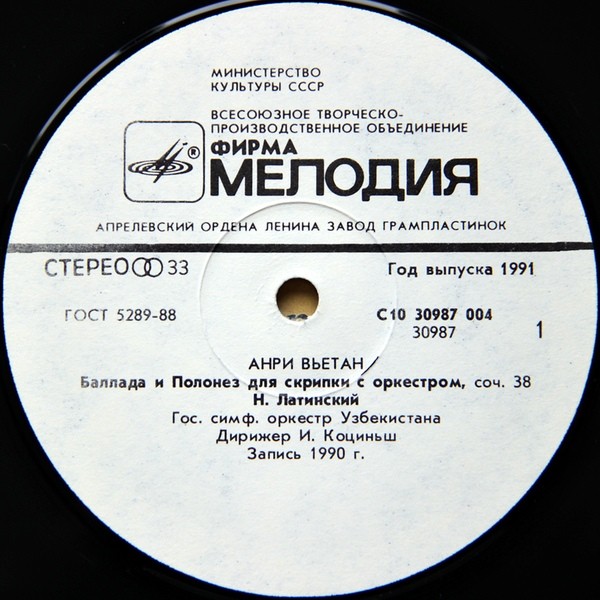 МИНИСТЕРСТВО
КУЛЬТУРЫ СССР
ВСЕСОЮЗНОЕ ТВОРЧЕСКО-
ПРОИЗВОДСТВЕННОЕ ОБЪЕДИНЕНИЕ
ФИРМА
®
МЕЛОДИЯ
АПРЕЛЕВСКИЙ ОРДЕНА ЛЕНИНА ЗАВОД ГРАМПЛАСТИНОК
СТЕРЕО 33
Год выпуска 1991
ГОСТ 5289-88
С10 30987 004
30987
1
АНРИ ВЬЕТАН
Баллада и Полонез для скрипки с оркестром, соч. 38
Н. Латинский
Гос. симф. оркестр Узбекистана
Дирижер И. Коциньш
Запись 1990 г.